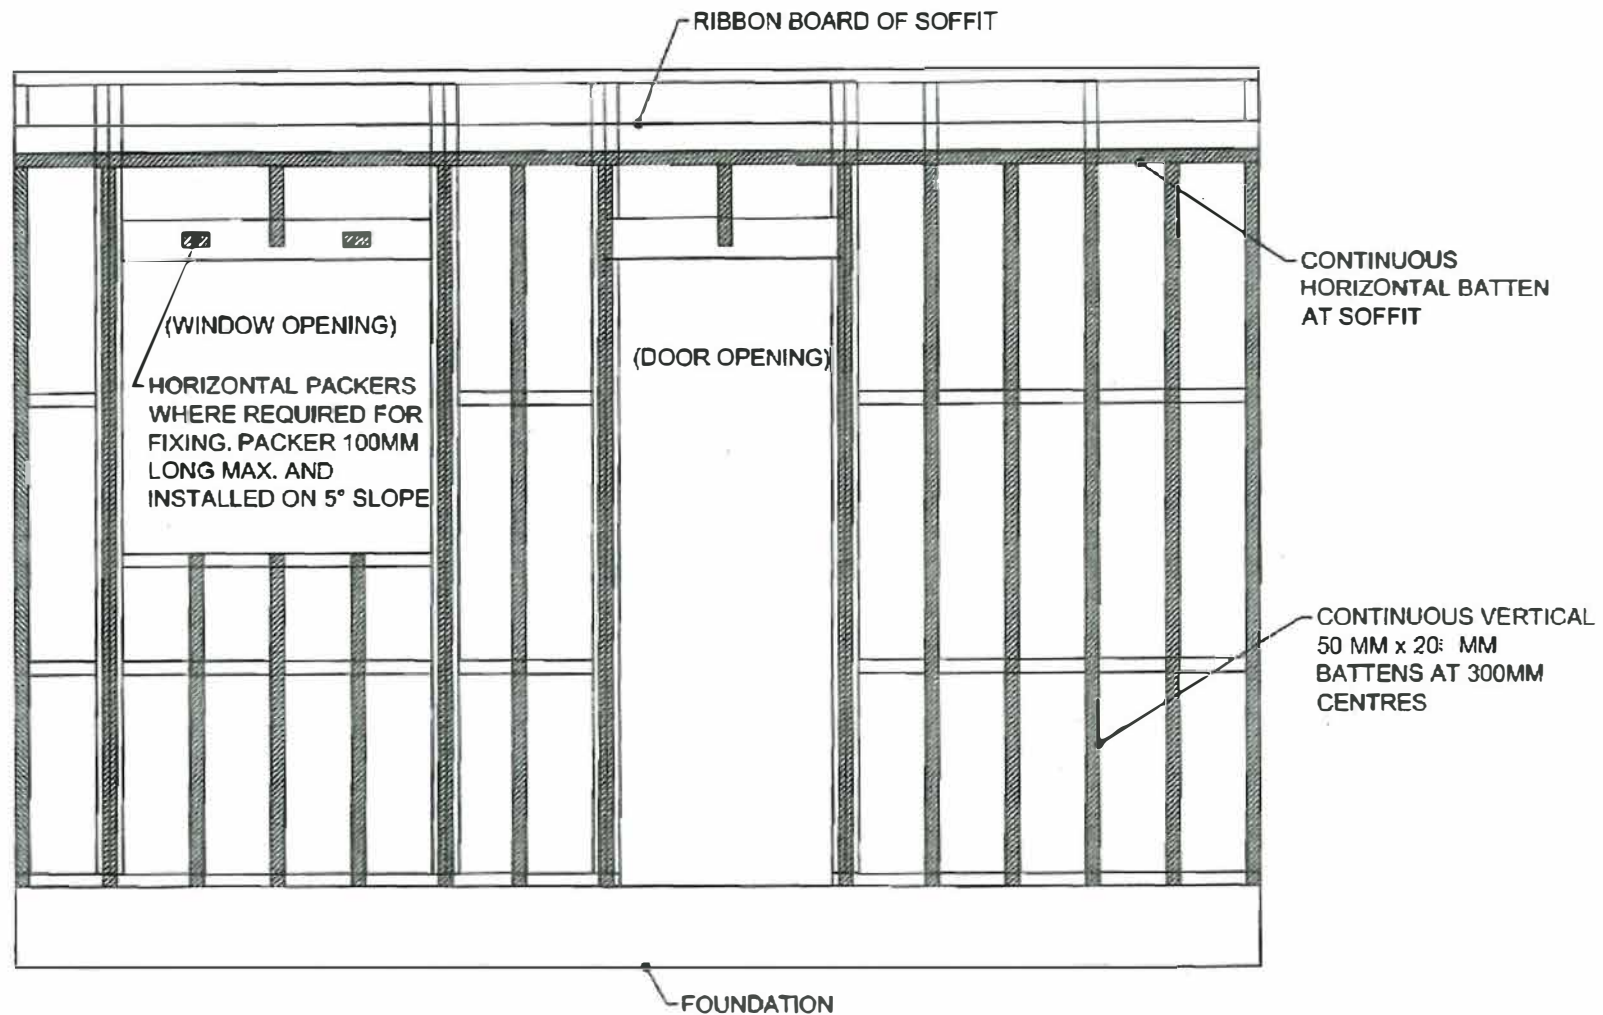 RIBBON BOARD OF SOFFIT
CONTINUOUS
HORIZONTAL BATTEN
AT SOFFIT
(WINDOW OPENING)
(DOOR OPENING)
HORIZONTAL PACKERS
WHERE REQUIRED FOR
FIXING. PACKER 100MM
LONG MAX. AND
INSTALLED ON 5° SLOPE
CONTINUOUS VERTICAL
50 MM x 20 MM
BATTENS AT 300MM
CENTRES
FOUNDATION